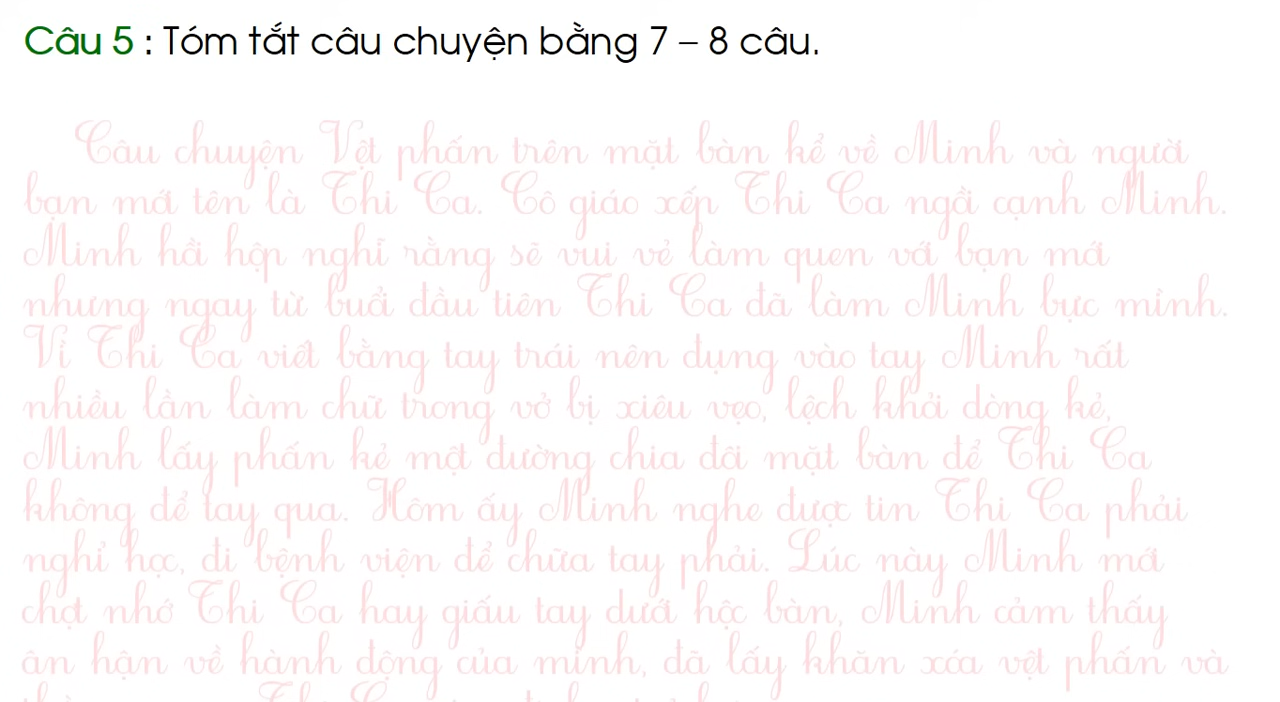 Câu 5 : Tóm tắt câu chuyện bằng 7 – 8 câu.
Câu chuyện Vệt phấn trên mặt bàn kể về Minh và người
bạn mới tên là Thi Ca. Cô giáo xếp Thi Ca ngồi cạnh Minh.
Minh hồi hộp nghĩ rằng sẽ vui vẻ làm quen với bạn mới
nhưng ngay từ buổi đầu tiên Thi Ca đã làm Minh bực mình.
Vì Thi Ca viết bằng tay trái nên đụng vào tay Minh rất
nhiều lần làm chữ trong vở bị xiêu vẹo, lệch khỏi dòng kẻ,
Minh lấy phấn kẻ một đường chia đôi mặt bàn để Thi Ca
không để tay qua. Hôm ấy Minh nghe được tin Thi Ca phải
nghỉ học, đi bệnh viện để chữa tay phải. Lúc này Minh mới
chợt nhớ Thi Ca hay giấu tay dưới hộc bàn, Minh cảm thấy
ân hận về hành động của mình, đã lấy khăn xóa vệt phấn và
Thi Ca